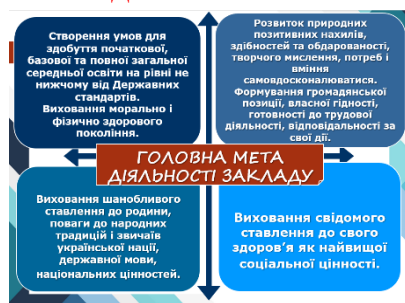 Створення умов для
здобуття початкової,
базової та повної загальної
середньої освіти на рівні не
нижчому від Державних
стандартів.
Виховання морально і
фізично здорового
покоління.
Розвиток природних
позитивних нахилів,
здібностей та обдарованості,
творчого мислення, потреб і
вміння
самовдосконалюватися.
Формування громадянської
позиції, власної гідності,
готовності до трудової
діяльності, відповідальності за
свої дії.
ГОЛОВНА МЕТА
ДІЯЛЬНОСТІ ЗАКЛАДУ
Виховання шанобливого
ставлення до родини,
поваги до народних
традицій і звичаїв
української нації,
державної мови,
національних цінностей.
Виховання свідомого
ставлення до свого
здоров’я як найвищої
соціальної цінності.